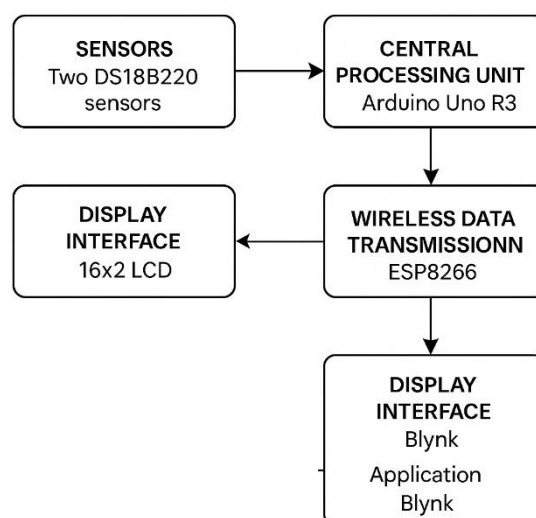 SENSORS
Two DS18B220
sensors
CENTRAL
PROCESSING UNIT
Arduino Uno R3
DISPLAY
INTERFACE
16x2 LCD
WIRELESS DATA
TRANSMISSIONN
ESP8266
DISPLAY
INTERFACE
Blynk
Application
Blynk